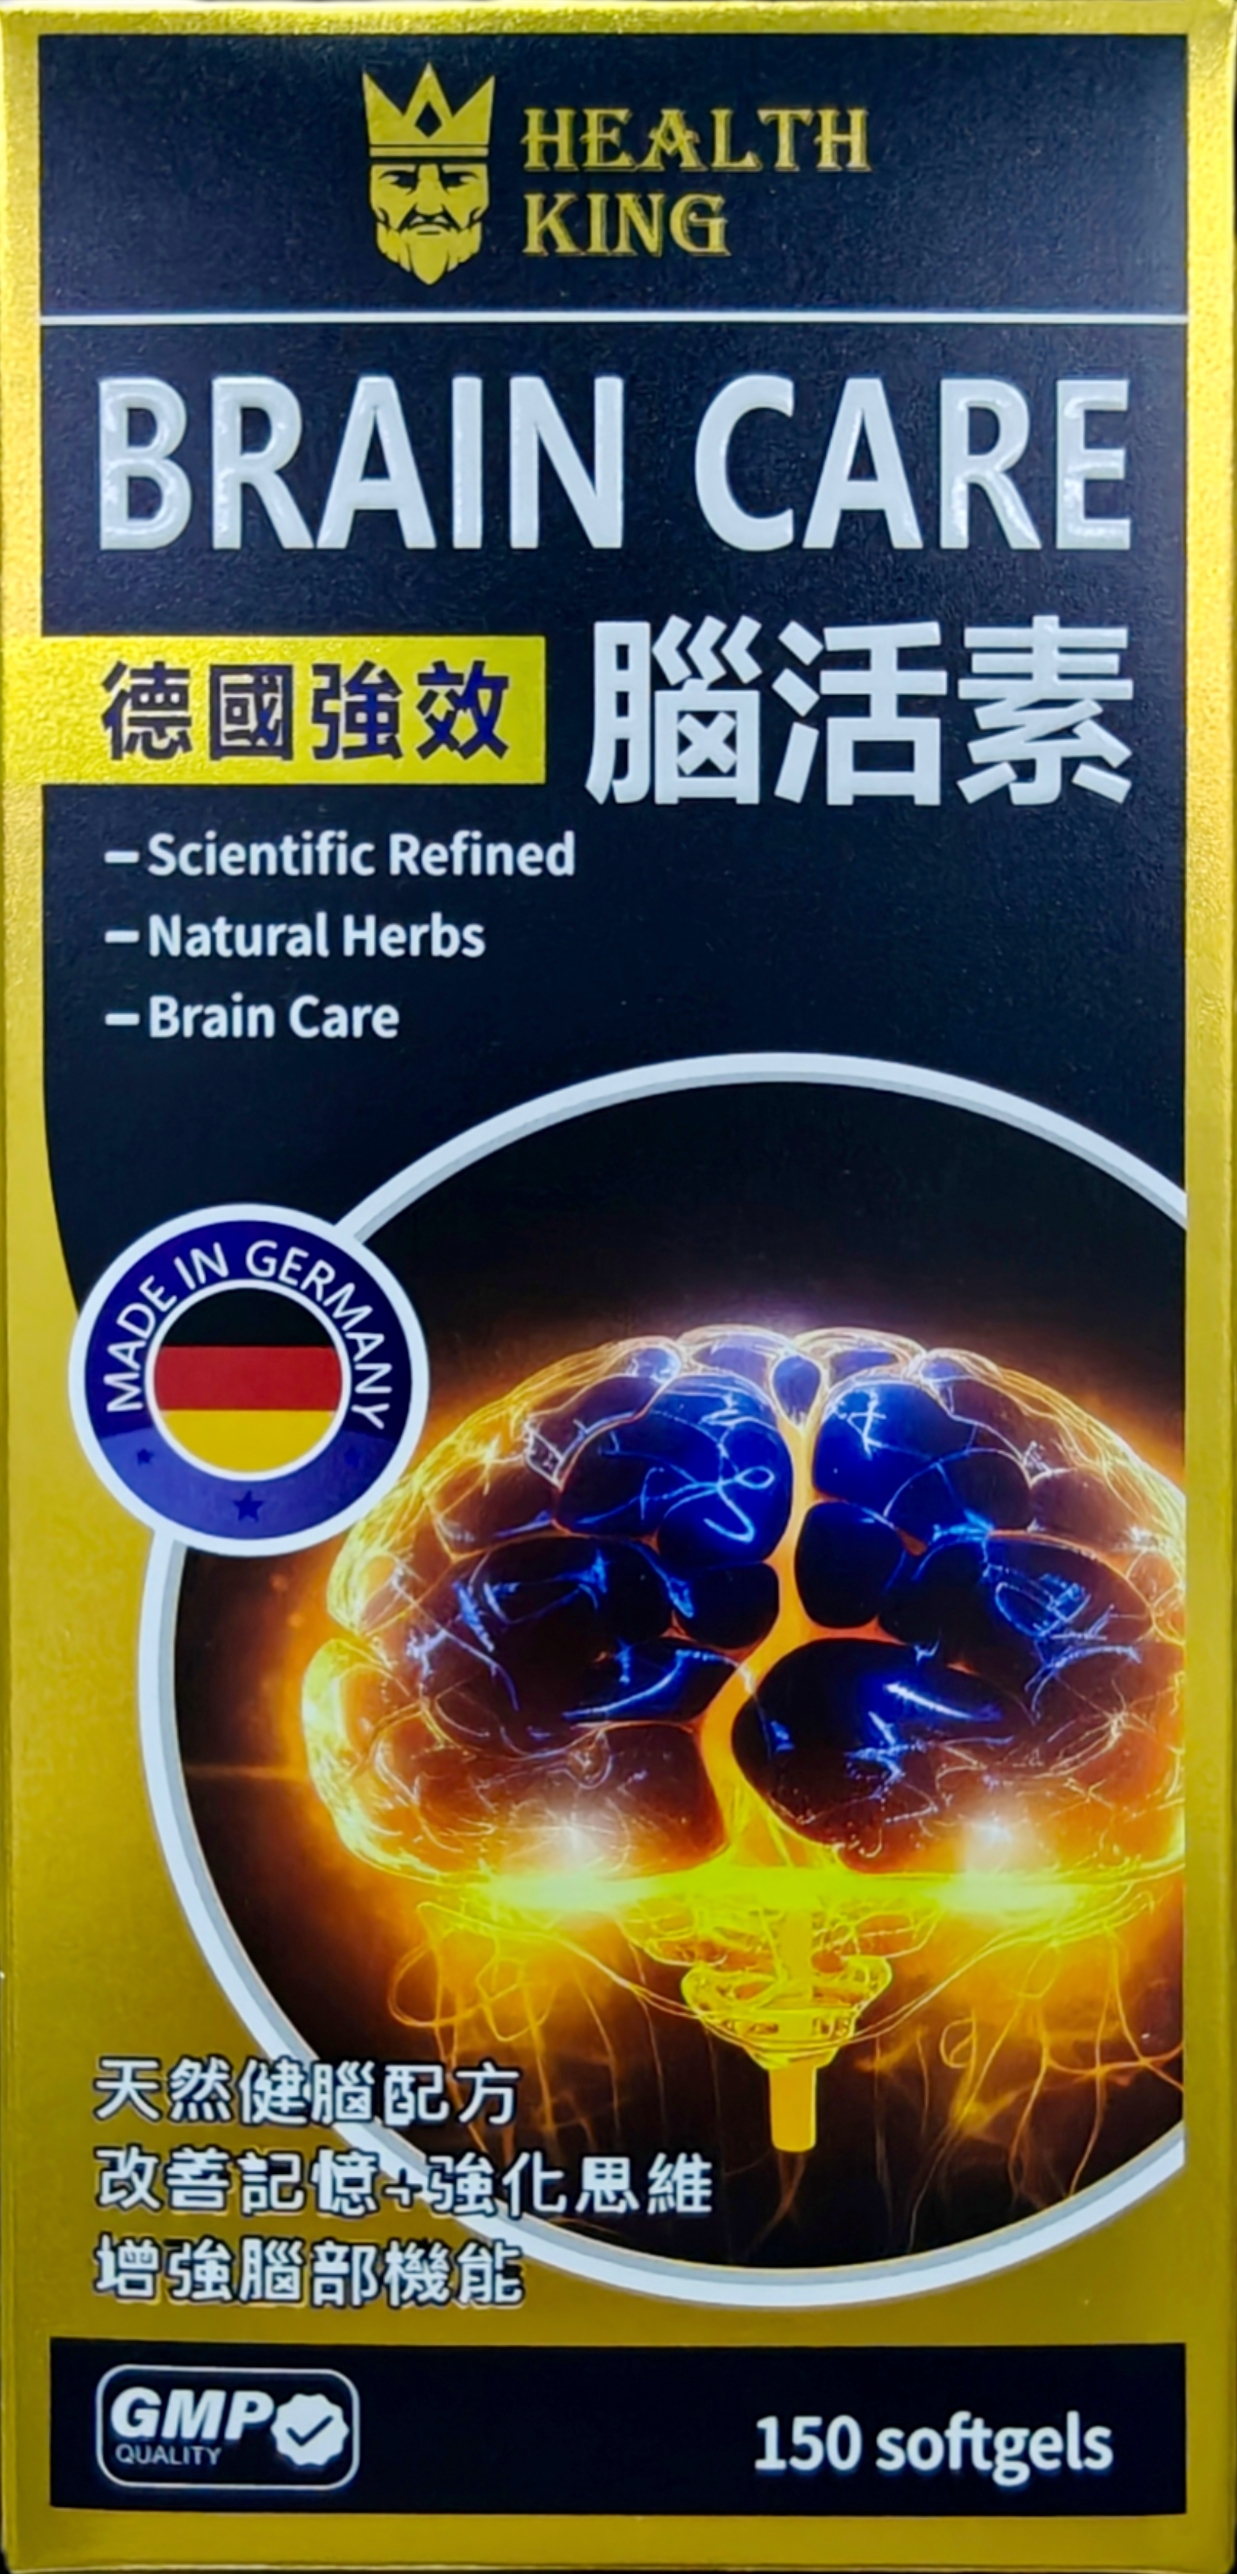 HEALTH
KING
BRAIN CARE
德國強效
腦活素
– Scientific Refined
– Natural Herbs
– Brain Care
MADE IN GERMANY
天然健腦配方
改善記憶+強化思維
增強腦部機能
GMP
QUALITY
150 softgels